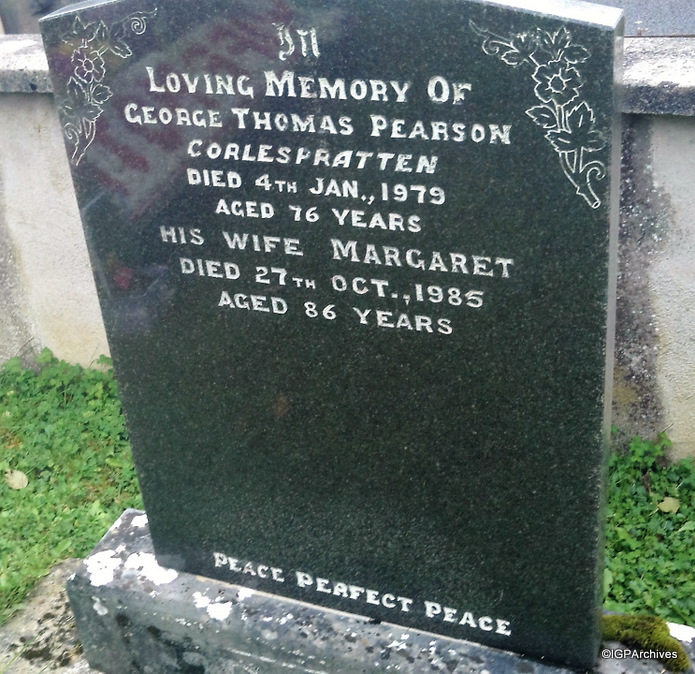 In
Loving Memory Of
George Thomas Pearson
CORLESPRATTEN
DIED 4TH JAN., 1979
AGED 76 YEARS
HIS WIFE MARGARET
DIED 27TH OCT., 1985
AGED 86 YEARS
Peace Perfect Peace
©IGPArchives